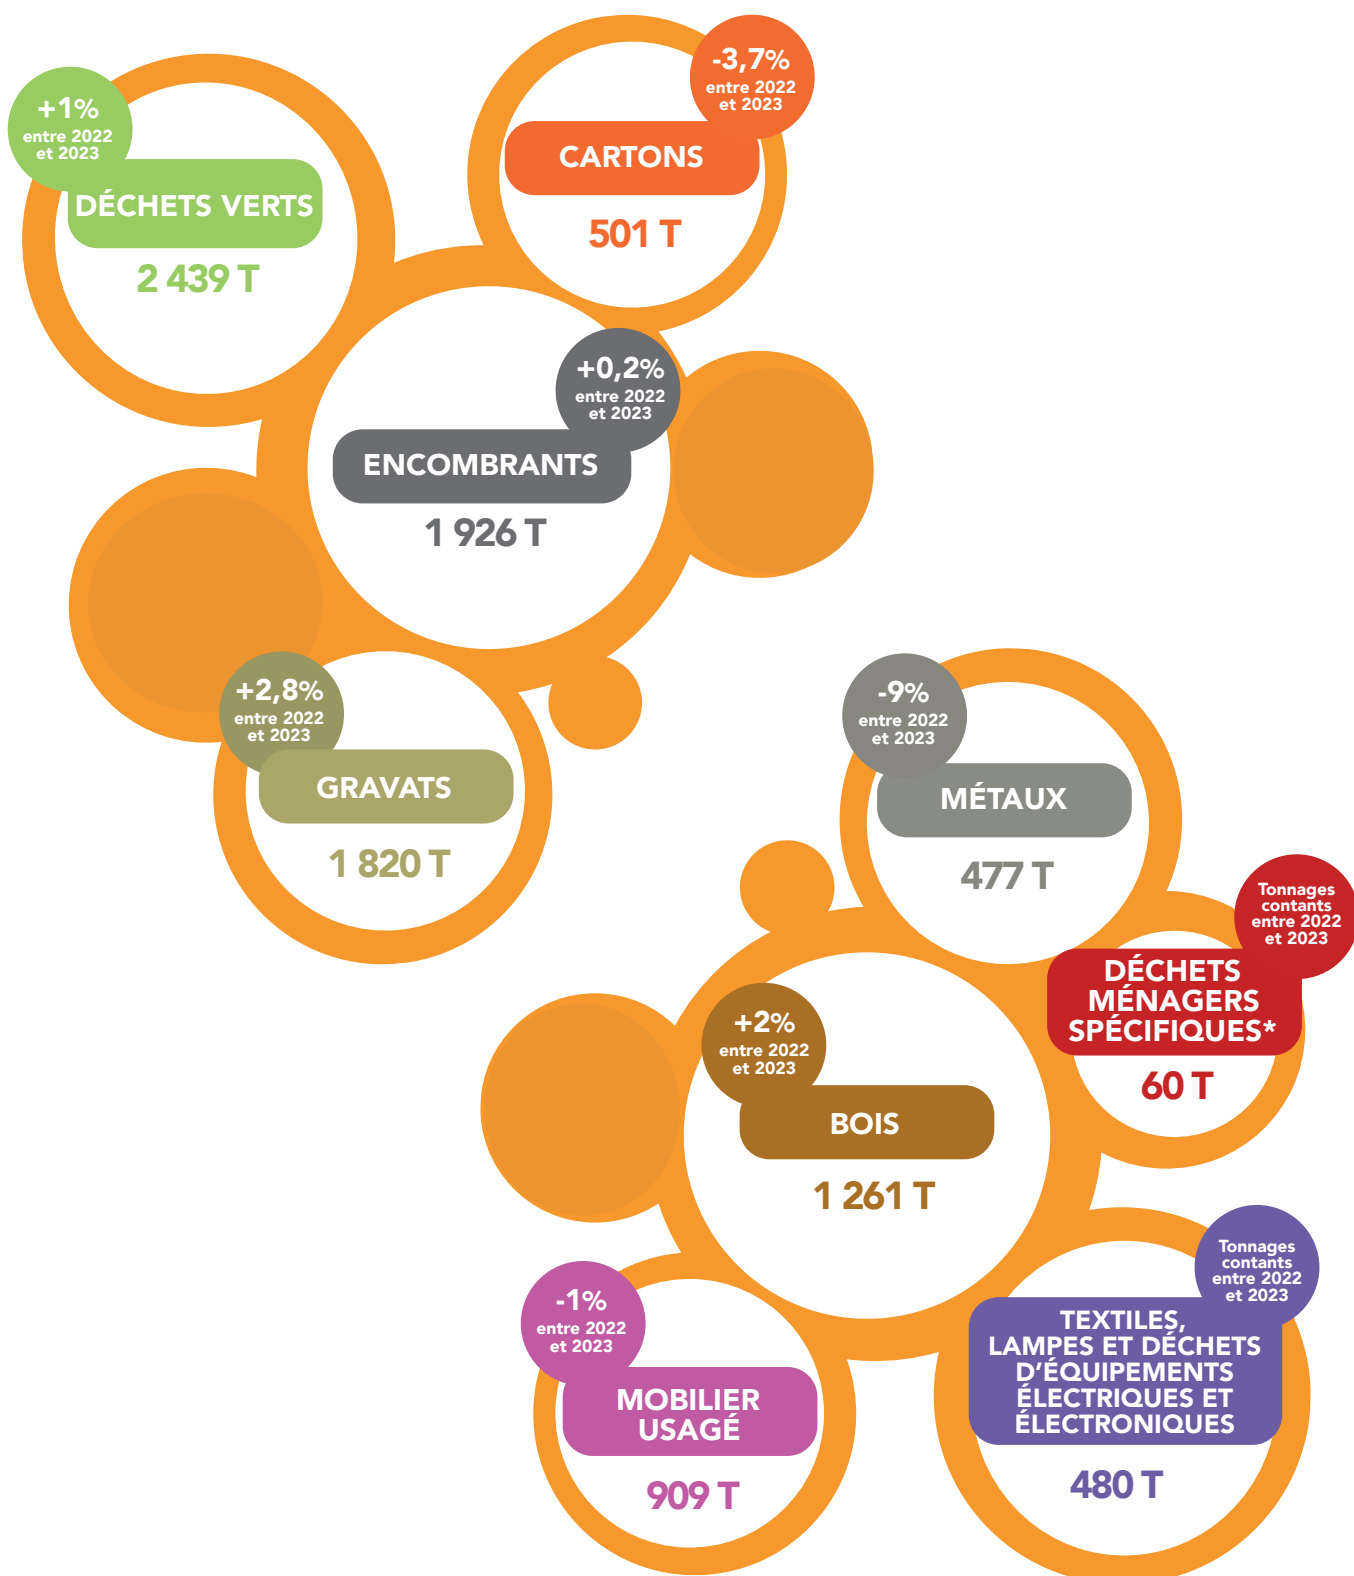 +1%
entre 2022
et 2023
DÉCHETS VERTS
2 439 T
-3,7%
entre 2022
et 2023
CARTONS
501 T
+0,2%
entre 2022
et 2023
ENCOMBRANTS
1 926 T
+2,8%
entre 2022
et 2023
GRAVATS
1 820 T
-9%
entre 2022
et 2023
MÉTAUX
477 T
Tonnages
contants
entre 2022
et 2023
DÉCHETS
MÉNAGERS
SPÉCIFIQUES*
60 T
+2%
entre 2022
et 2023
BOIS
1 261 T
-1%
entre 2022
et 2023
MOBILIER
USAGÉ
909 T
Tonnages
contants
entre 2022
et 2023
TEXTILES,
LAMPES ET DÉCHETS
D'ÉQUIPEMENTS
ÉLECTRIQUES ET
ÉLECTRONIQUES
480 T